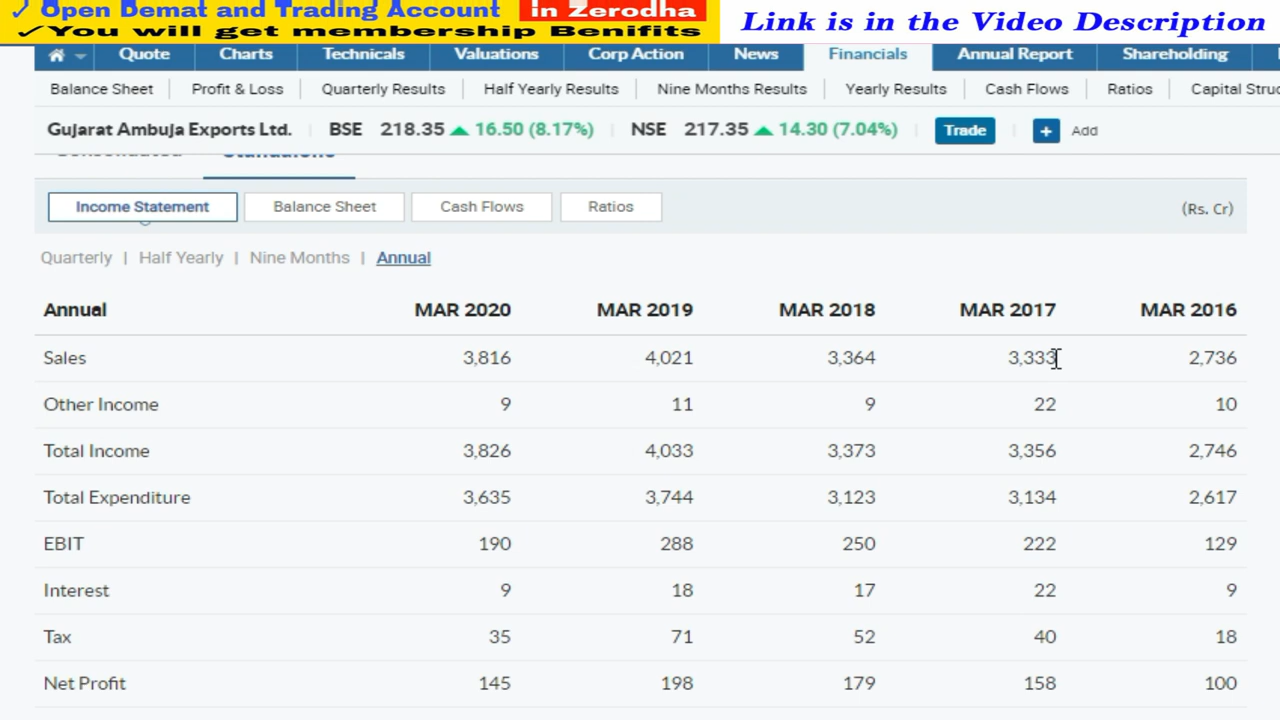 ✓ Open Demat and Trading Account In Zerodha
✓You will get membership Benifits
Link is in the Video Description
Quote Charts Technicals Valuations Corp Action News Financials Annual Report Shareholding
Balance Sheet Profit & Loss Quarterly Results Half Yearly Results Nine Months Results Yearly Results Cash Flows Ratios Capital Struc
Gujarat Ambuja Exports Ltd. BSE 218.35 16.50 (8.17%) NSE 217.35 14.30 (7.04%) Trade + Add
Consolidated Standalone
Income Statement Balance Sheet Cash Flows Ratios (Rs. Cr)
Quarterly | Half Yearly | Nine Months | Annual
Annual MAR 2020 MAR 2019 MAR 2018 MAR 2017 MAR 2016
Sales 3,816 4,021 3,364 3,333 2,736
Other Income 9 11 9 22 10
Total Income 3,826 4,033 3,373 3,356 2,746
Total Expenditure 3,635 3,744 3,123 3,134 2,617
EBIT 190 288 250 222 129
Interest 9 18 17 22 9
Tax 35 71 52 40 18
Net Profit 145 198 179 158 100